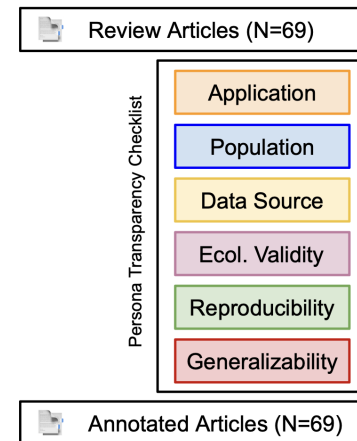 Review Articles (N=69)
Persona Transparency Checklist
Application
Population
Data Source
Ecol. Validity
Reproducibility
Generalizability
Annotated Articles (N=69)